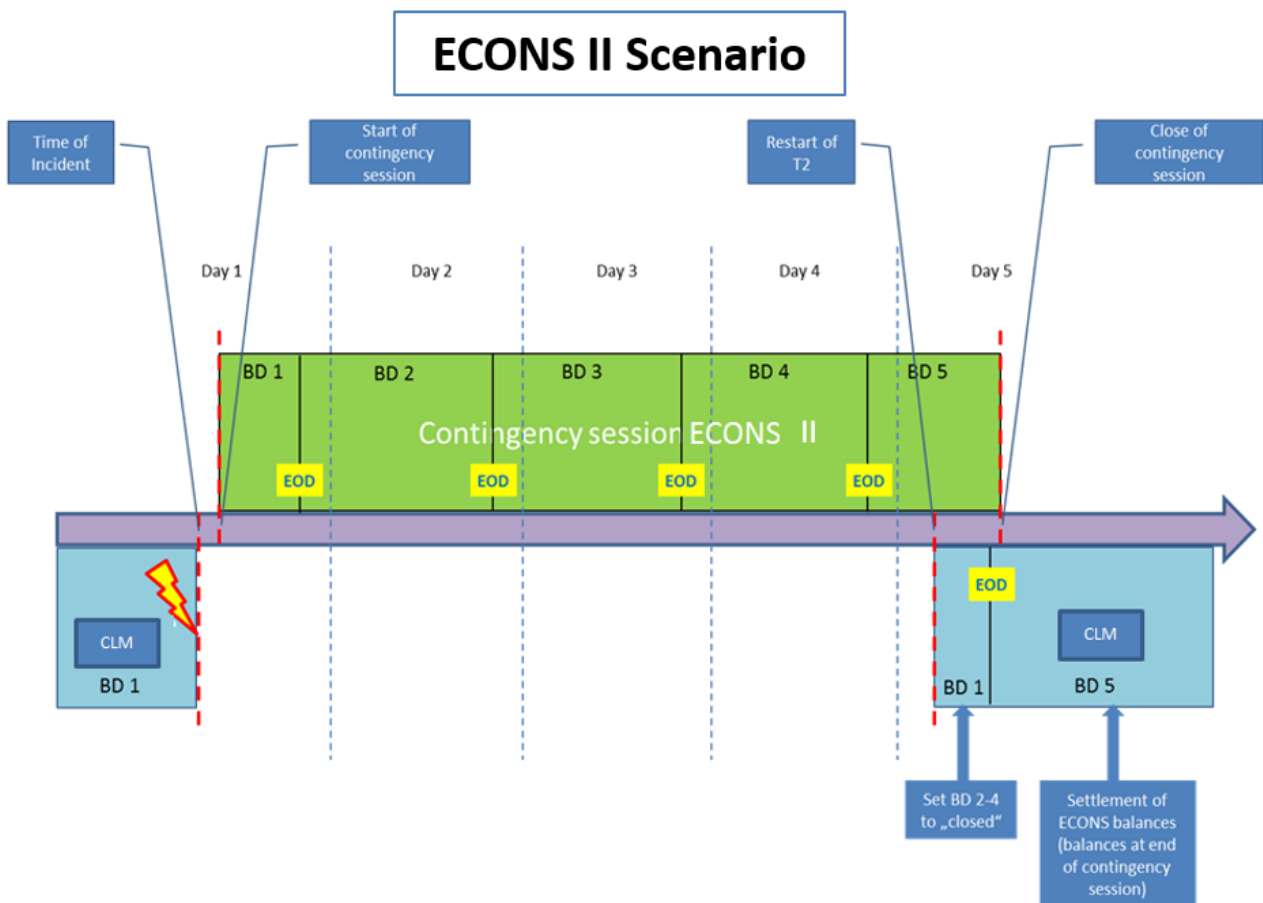 ECONS II Scenario
Time of
Incident
Start of
contingency
session
Restart of
T2
Close of
contingency
session
Day 1
Day 2
Day 3
Day 4
Day 5
BD 1
BD 2
BD 3
BD 4
BD 5
Contingency session ECONS II
EOD
EOD
EOD
EOD
CLM
BD 1
EOD
CLM
BD 1
BD 5
Set BD 2-4
to „closed“
Settlement of
ECONS balances
(balances at end
of contingency
session)